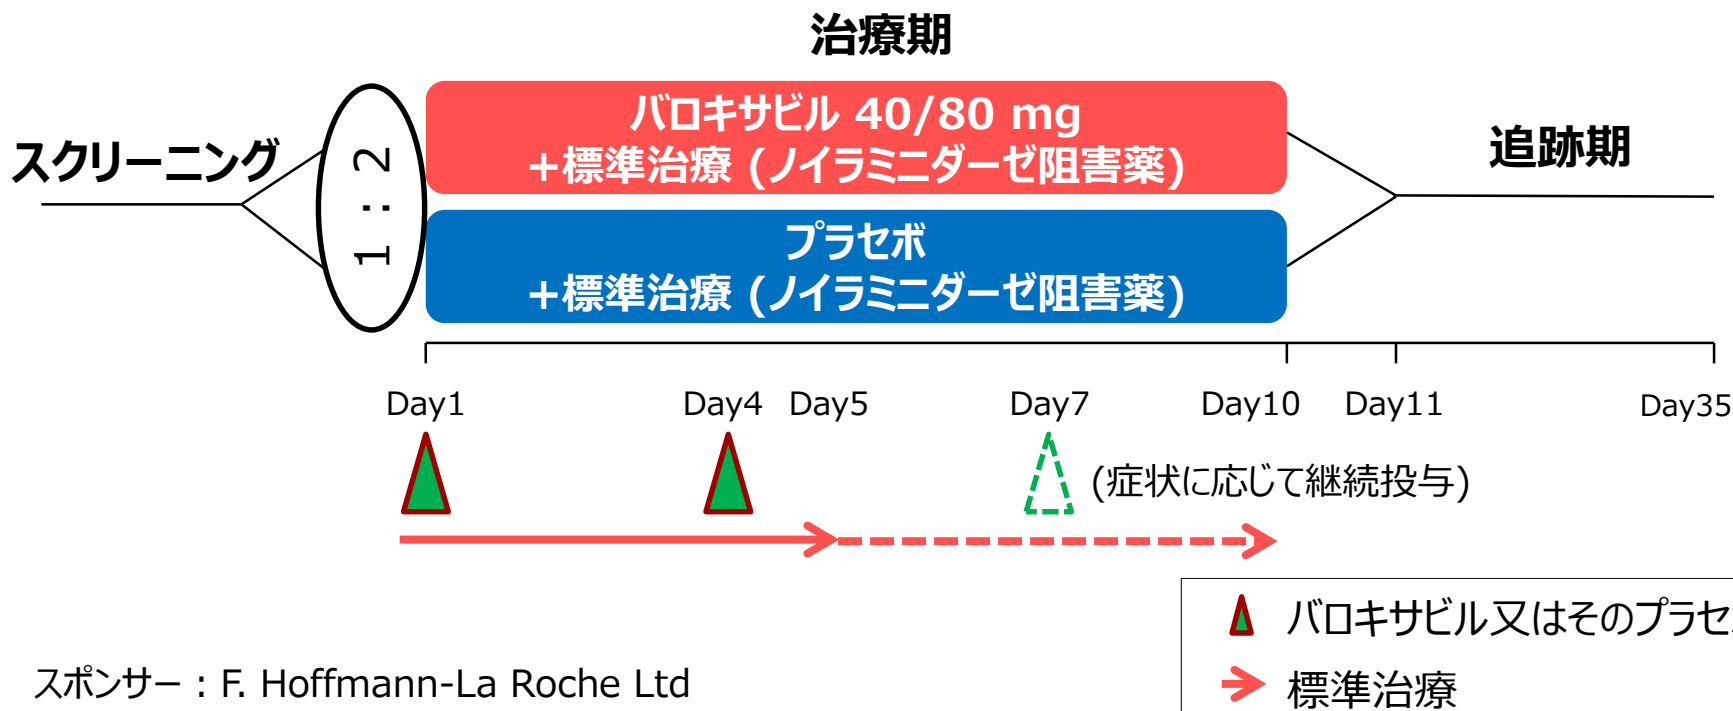 治療期
スクリーニング
1 : 2
バロキサビル 40/80 mg
+標準治療 (ノイラミニダーゼ阻害薬)
プラセボ
+標準治療 (ノイラミニダーゼ阻害薬)
追跡期
Day1 Day4 Day5 Day7 Day10 Day11 Day35
(症状に応じて継続投与)
バロキサビル又はそのプラセ
標準治療
スポンサー : F. Hoffmann-La Roche Ltd